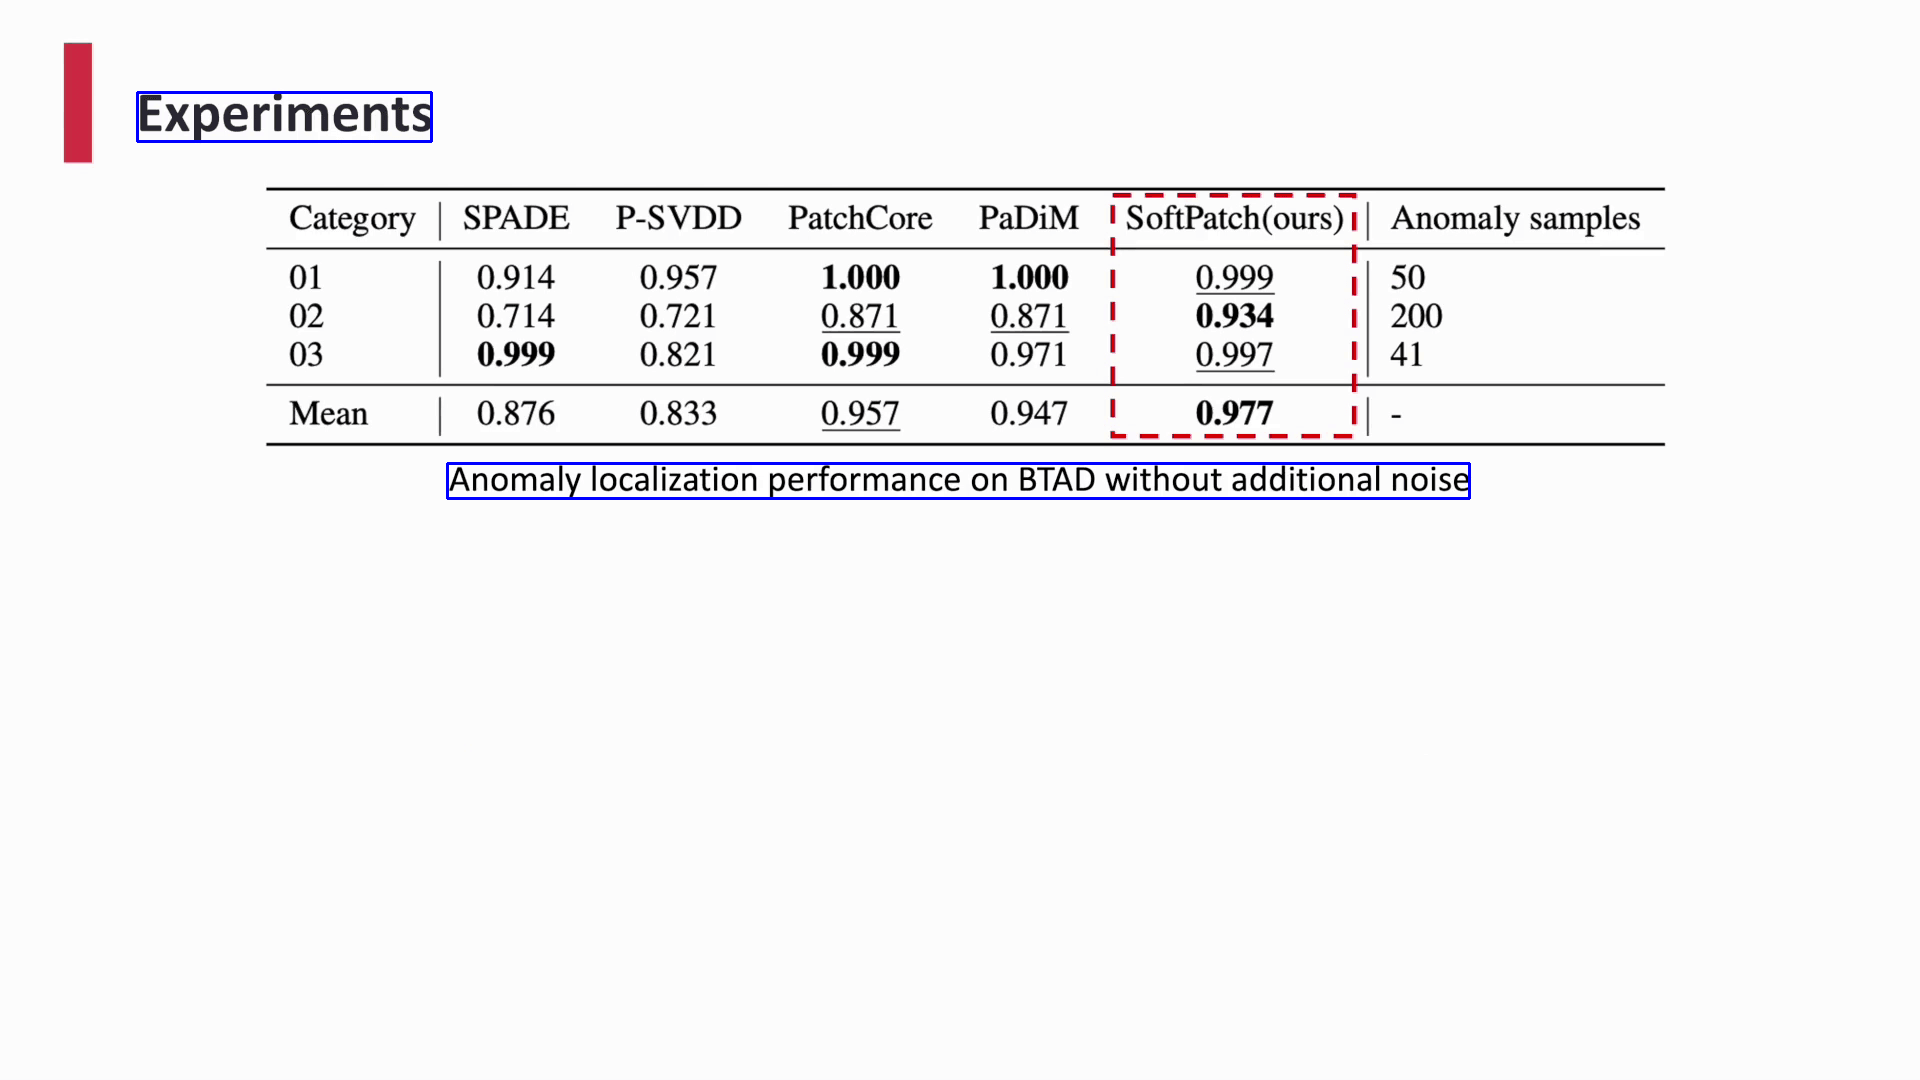 Experiments
Category SPADE P-SVDD PatchCore PaDiM SoftPatch(ours) Anomaly samples
01 0.914 0.957 1.000 1.000 0.999 50
02 0.714 0.721 0.871 0.871 0.934 200
03 0.999 0.821 0.999 0.971 0.997 41
Mean 0.876 0.833 0.957 0.947 0.977 -
Anomaly localization performance on BTAD without additional noise